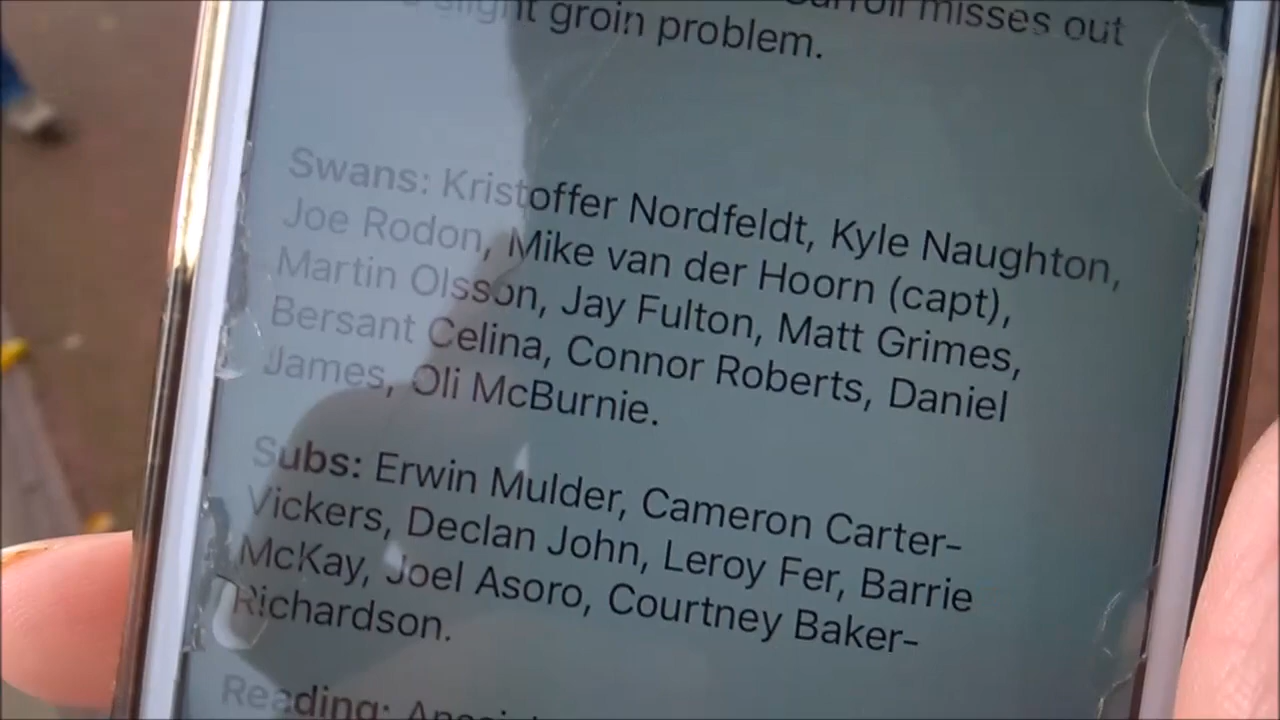 slight groin problem. misses out
Swans: Kristoffer Nordfeldt, Kyle Naughton,
Joe Rodon, Mike van der Hoorn (capt),
Martin Olsson, Jay Fulton, Matt Grimes,
Bersant Celina, Connor Roberts, Daniel
James, Oli McBurnie.
Subs: Erwin Mulder, Cameron Carter-
Vickers, Declan John, Leroy Fer, Barrie
McKay, Joel Asoro, Courtney Baker-
Richardson.
Reading: